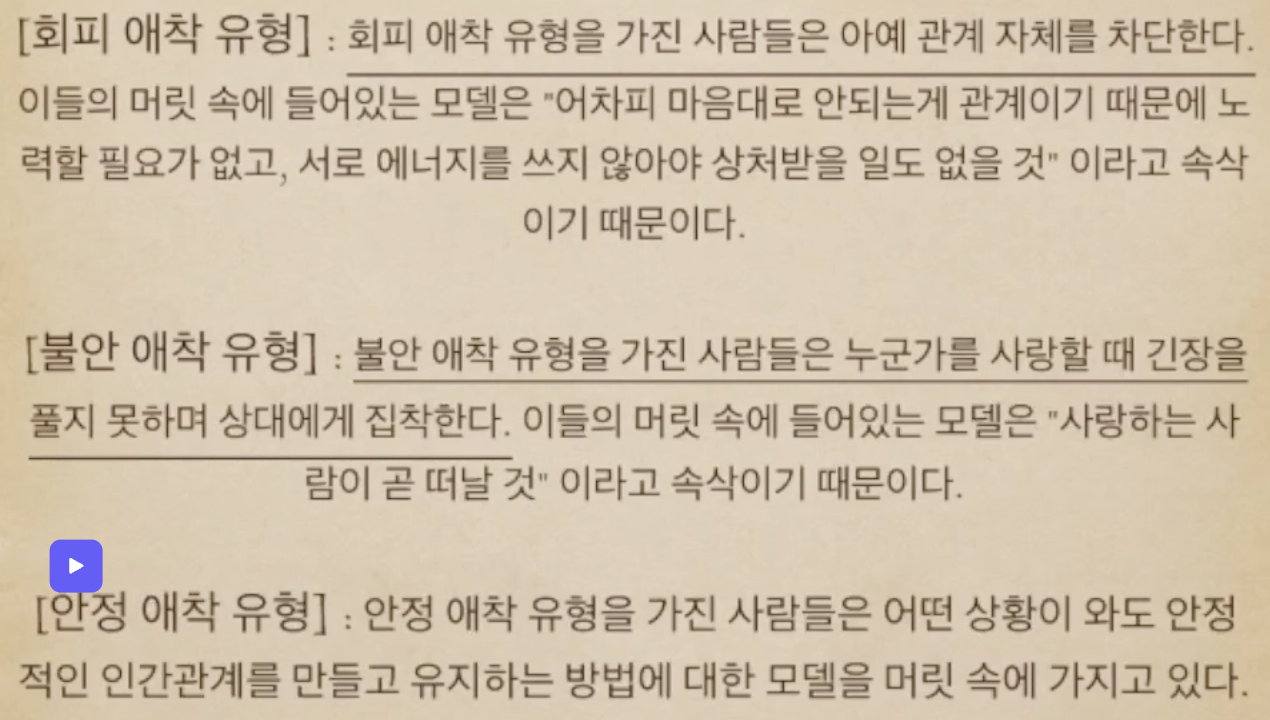 [회피 애착 유형] : 회피 애착 유형을 가진 사람들은 아예 관계 자체를 차단한다.
이들의 머릿 속에 들어있는 모델은 "어차피 마음대로 안되는게 관계이기 때문에 노
력할 필요가 없고, 서로 에너지를 쓰지 않아야 상처받을 일도 없을 것" 이라고 속삭
이기 때문이다.
[불안 애착 유형] : 불안 애착 유형을 가진 사람들은 누군가를 사랑할 때 긴장을
풀지 못하며 상대에게 집착한다. 이들의 머릿 속에 들어있는 모델은 "사랑하는 사
람이 곧 떠날 것" 이라고 속삭이기 때문이다.
[안정 애착 유형] : 안정 애착 유형을 가진 사람들은 어떤 상황이 와도 안정
적인 인간관계를 만들고 유지하는 방법에 대한 모델을 머릿 속에 가지고 있다.